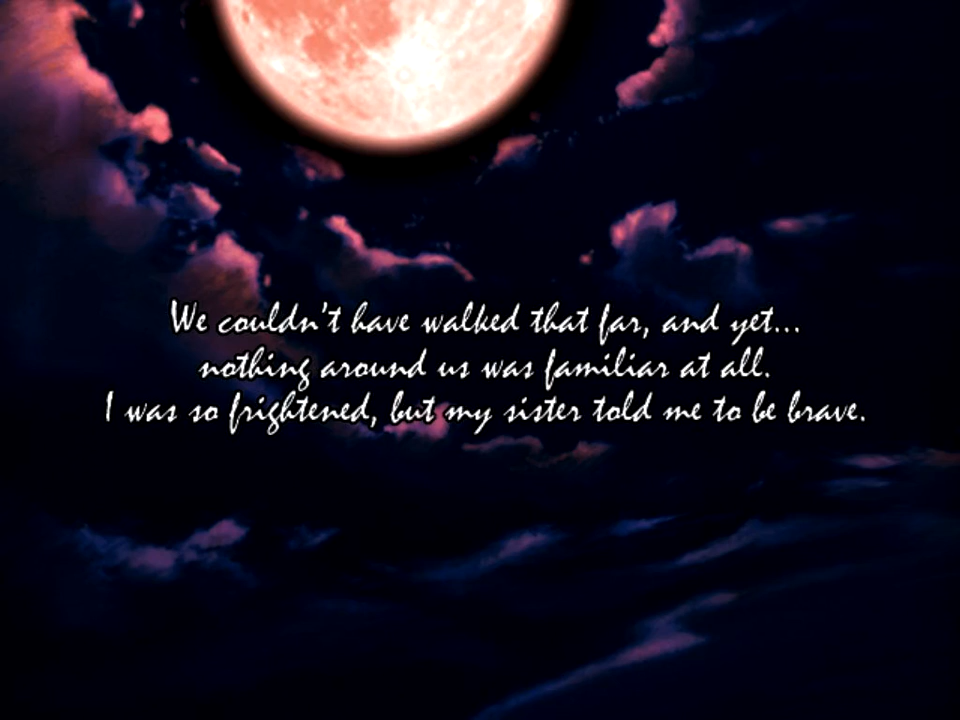 We couldn't have walked that far, and yet...
nothing around us was familiar at all.
I was so frightened, but my sister told me to be brave.